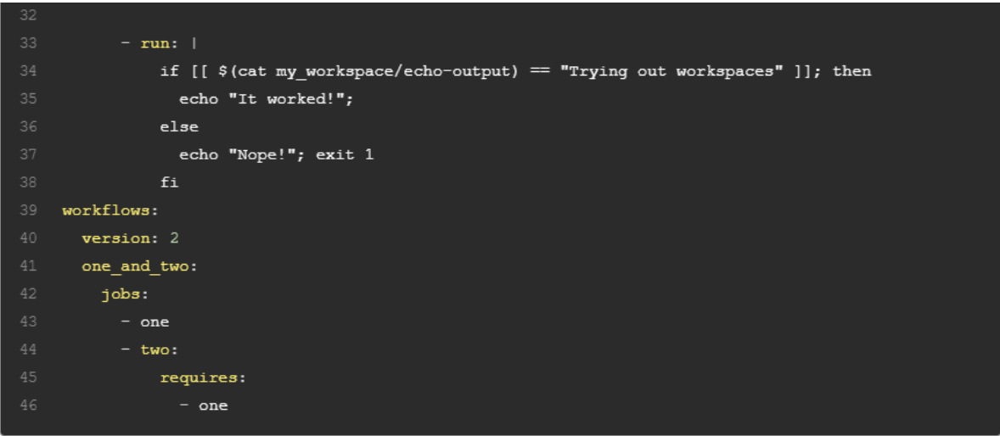 32
33 - run: |
34 if [[ $(cat my_workspace/echo-output) == "Trying out workspaces" ]]; then
35 echo "It worked!";
36 else
37 echo "Nope!"; exit 1
38 fi
39 workflows:
40 version: 2
41 one_and_two:
42 jobs:
43 - one
44 - two:
45 requires:
46 - one